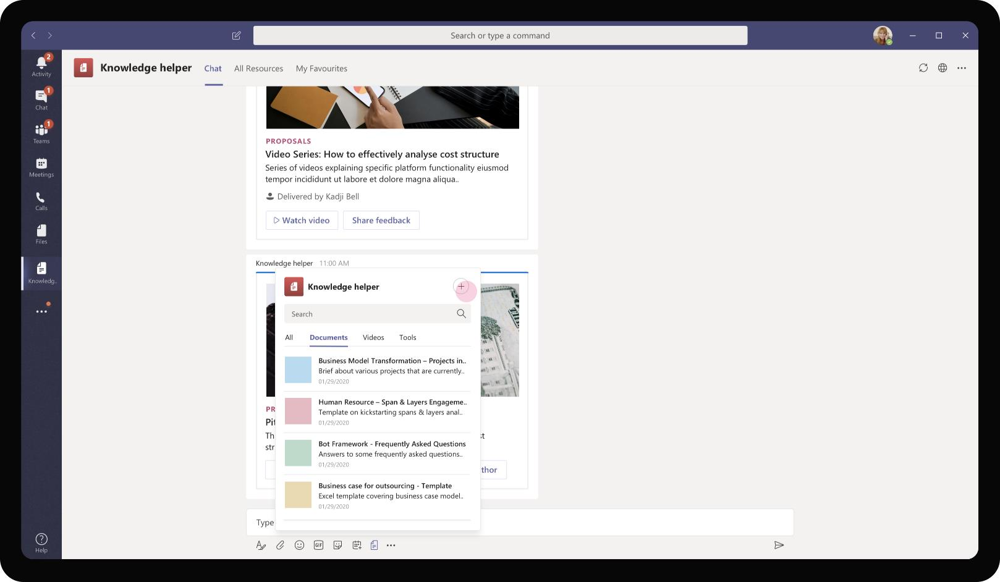 Search or type a command
2
Activity
1
Chat
1
Teams
Meetings
Calls
Files
Knowledg..
Help
Knowledge helper
Chat
All Resources
My Favourites
PROPOSALS
Video Series: How to effectively analyse cost structure
Series of videos explaining specific platform functionality eiusmod
tempor incididunt ut labore et dolore magna aliqua..
Delivered by Kadji Bell
Watch video
Share feedback
Knowledge helper 11:00 AM
Knowledge helper
Search
All
Documents
Videos
Tools
Business Model Transformation – Projects in..
Brief about various projects that are currently..
01/29/2020
Human Resource – Span & Layers Engageme..
Template on kickstarting spans & layers anal..
01/29/2020
Bot Framework - Frequently Asked Questions
Answers to some frequently asked questions..
01/29/2020
Business case for outsourcing - Template
Excel template covering business case model..
01/29/2020
PR
Pit
Th
st
str
thor
Type
GIF